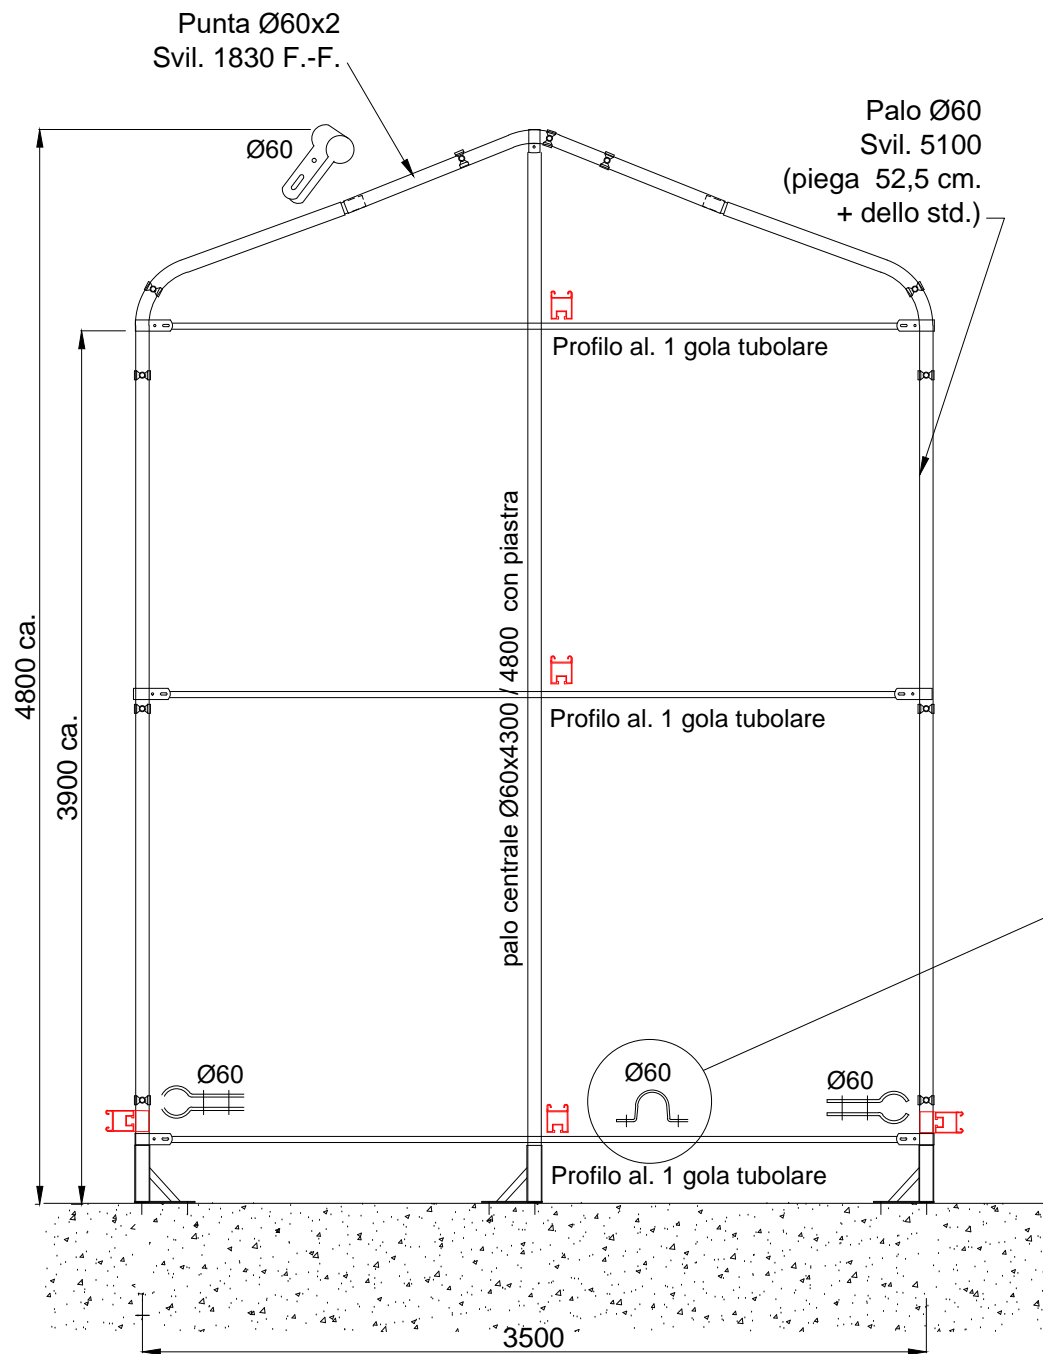 Punta Ø60x2
Svil. 1830 F.-F.
Ø60
Palo Ø60
Svil. 5100
(piega 52,5 cm.
+ dello std.)
Profilo al. 1 gola tubolare
palo centrale Ø60x4300 / 4800 con piastra
4800 ca.
3900 ca.
Profilo al. 1 gola tubolare
Ø60
Ø60
Ø60
Profilo al. 1 gola tubolare
3500